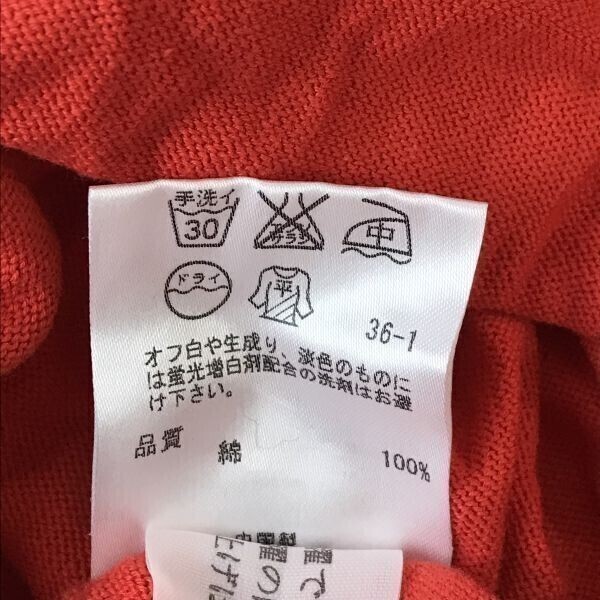 手洗イ
30
エンソ
サラシ
中
ドライ
平
36-1
オフ白や生成り、淡色のものに
は蛍光増白剤配合の洗剤はお避
け下さい。
品質 綿 100%